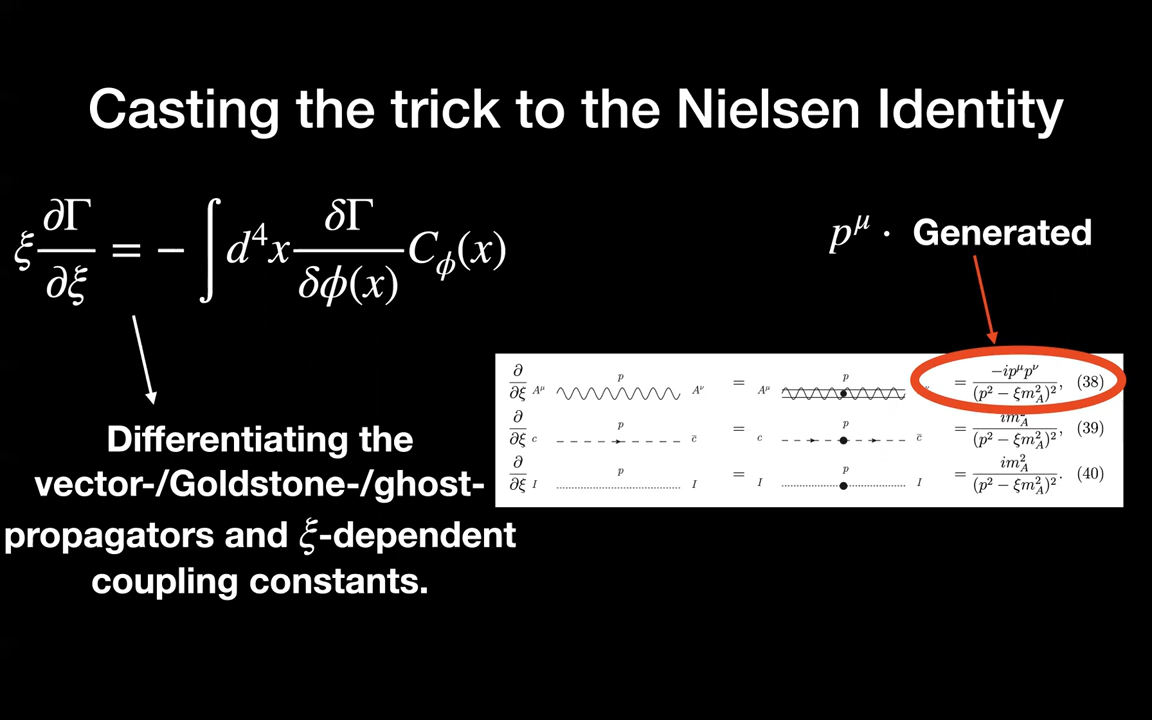 Casting the trick to the Nielsen Identity
ξ ∂Γ/∂ξ = − ∫ d⁴x δΓ/δϕ(x) C_ϕ(x)
p^μ · Generated
∂/∂ξ A^μ p A^ν = A^μ p ν = −ip^μp^ν/(p² − ξm_A²)², (38)
∂/∂ξ c p c̄ = c p c̄ = im_A²/(p² − ξm_A²)², (39)
∂/∂ξ I p I = I p I = im_A²/(p² − ξm_A²)². (40)
Differentiating the
vector-/Goldstone-/ghost-
propagators and ξ-dependent
coupling constants.